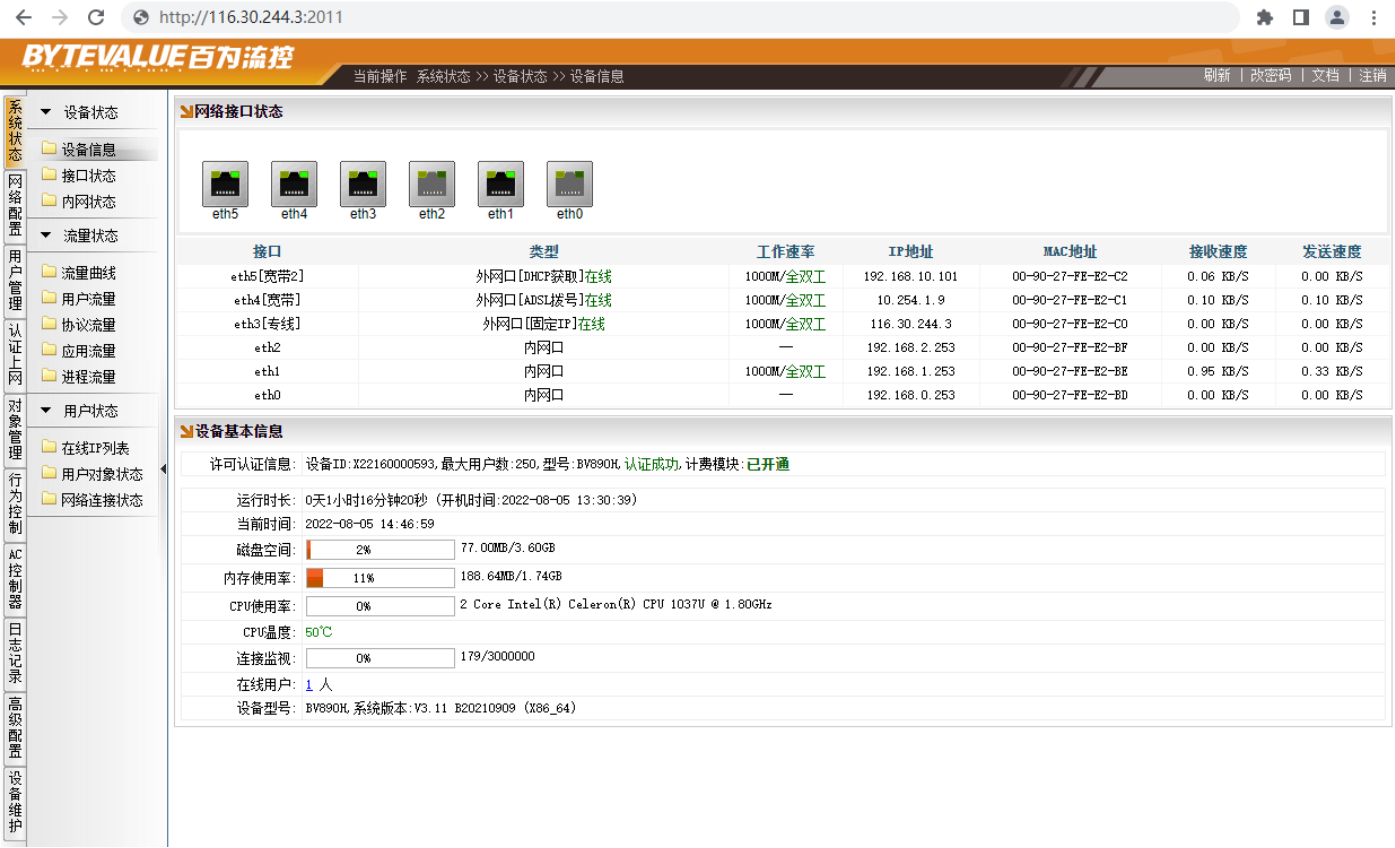 http://116.30.244.3:2011
BYTEVALUE百为流控
当前操作 系统状态 >> 设备状态 >> 设备信息
刷新 | 改密码 | 文档 | 注销
系统状态
网络配置
用户管理
认证上网
对象管理
行为控制
AC控制器
日志记录
高级配置
设备维护
设备状态
设备信息
接口状态
内网状态
流量状态
流量曲线
用户流量
协议流量
应用流量
进程流量
用户状态
在线IP列表
用户对象状态
网络连接状态
网络接口状态
eth5 eth4 eth3 eth2 eth1 eth0
接口 类型 工作速率 IP地址 MAC地址 接收速度 发送速度
eth5[宽带2] 外网口[DHCP获取]在线 1000M/全双工 192.168.10.101 00-90-27-FE-E2-C2 0.06 KB/S 0.00 KB/S
eth4[宽带] 外网口[ADSL拨号]在线 1000M/全双工 10.254.1.9 00-90-27-FE-E2-C1 0.10 KB/S 0.10 KB/S
eth3[专线] 外网口[固定IP]在线 1000M/全双工 116.30.244.3 00-90-27-FE-E2-C0 0.00 KB/S 0.00 KB/S
eth2 内网口 — 192.168.2.253 00-90-27-FE-E2-BF 0.00 KB/S 0.00 KB/S
eth1 内网口 1000M/全双工 192.168.1.253 00-90-27-FE-E2-BE 0.95 KB/S 0.33 KB/S
eth0 内网口 — 192.168.0.253 00-90-27-FE-E2-BD 0.00 KB/S 0.00 KB/S
设备基本信息
许可认证信息: 设备ID:X22160000593,最大用户数:250,型号:BV890H,认证成功,计费模块:已开通
运行时长: 0天1小时16分钟20秒 (开机时间:2022-08-05 13:30:39)
当前时间: 2022-08-05 14:46:59
磁盘空间: 2% 77.00MB/3.60GB
内存使用率: 11% 188.64MB/1.74GB
CPU使用率: 0% 2 Core Intel(R) Celeron(R) CPU 1037U @ 1.80GHz
CPU温度: 50℃
连接监视: 0% 179/3000000
在线用户: 1 人
设备型号: BV890H,系统版本:V3.11 B20210909 (X86_64)